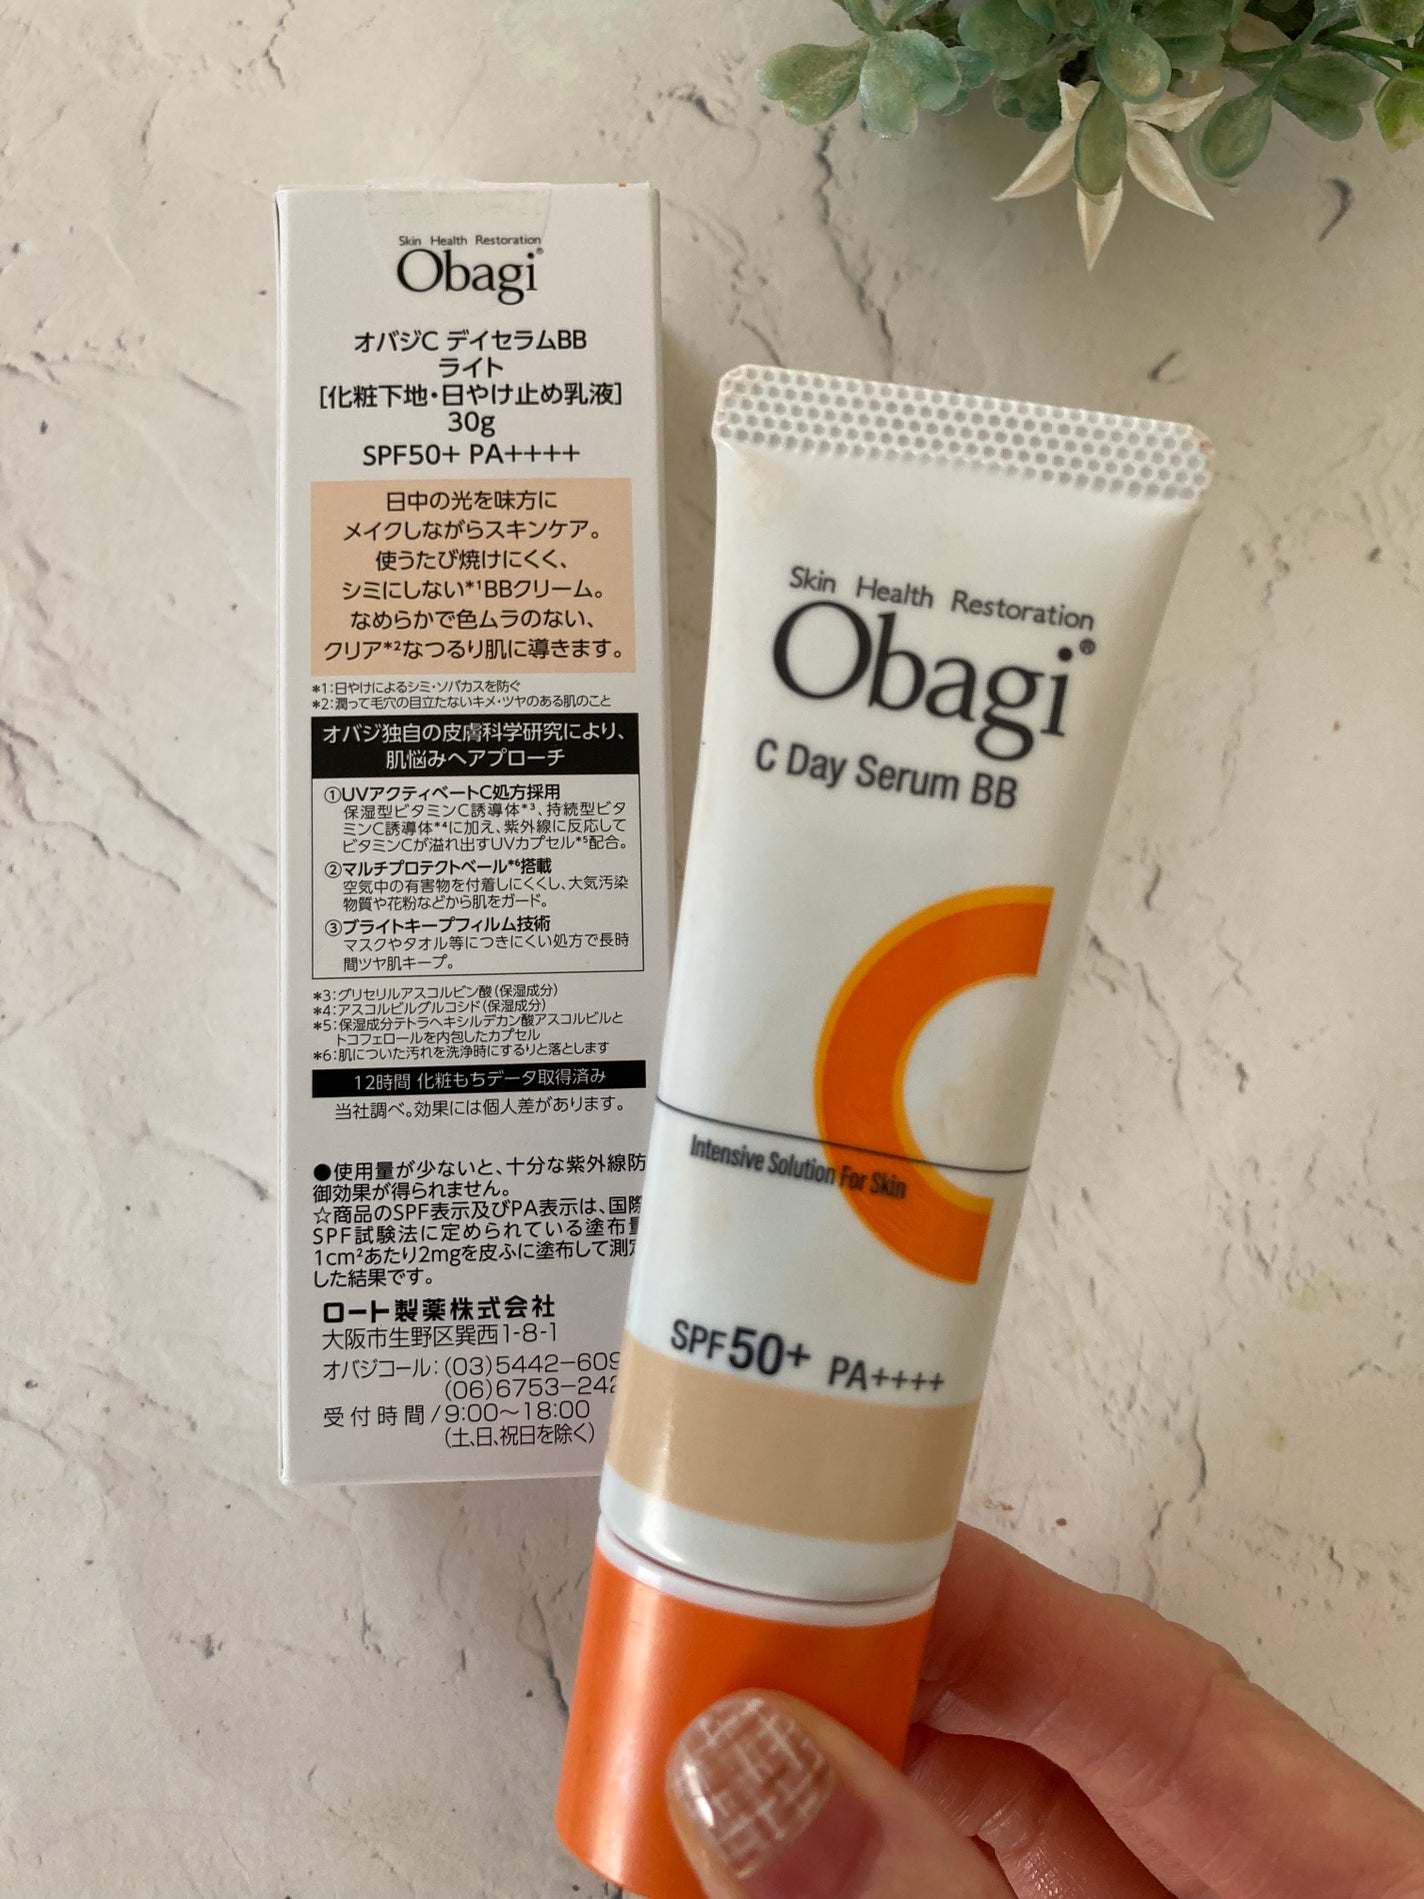 Skin Health Restoration
Obagi®
オバジC デイセラムBB
ライト
[化粧下地・日やけ止め乳液]
30g
SPF50+ PA++++
日中の光を味方に
メイクしながらスキンケア。
使うたび焼けにくく、
シミにしない*1BBクリーム。
なめらかで色ムラのない、
クリア*2なつるり肌に導きます。
*1:日やけによるシミ・ソバカスを防ぐ
*2:潤って毛穴の目立たないキメ・ツヤのある肌のこと
オバジ独自の皮膚科学研究により、
肌悩みへアプローチ
①UVアクティベートC処方採用
保湿型ビタミンC誘導体*3、持続型ビタ
ミンC誘導体*4に加え、紫外線に反応して
ビタミンCが溢れ出すUVカプセル*5配合。
②マルチプロテクトベール*6搭載
空気中の有害物を付着しにくくし、大気汚染
物質や花粉などから肌をガード。
③ブライトキープフィルム技術
マスクやタオル等につきにくい処方で長時
間ツヤ肌キープ。
*3:グリセリルアスコルビン酸(保湿成分)
*4:アスコルビルグルコシド(保湿成分)
*5:保湿成分テトラヘキシルデカン酸アスコルビルと
トコフェロールを内包したカプセル
*6:肌についた汚れを洗浄時にするりと落とします
12時間 化粧もちデータ取得済み
当社調べ。効果には個人差があります。
●使用量が少ないと、十分な紫外線防
御効果が得られません。
☆商品のSPF表示及びPA表示は、国際
SPF試験法に定められている塗布量
1cm²あたり2mgを皮ふに塗布して測定
した結果です。
ロート製薬株式会社
大阪市生野区巽西1-8-1
オバジコール:(03)5442-609
(06)6753-242
受付時間/9:00〜18:00
(土、日、祝日を除く)
Skin Health Restoration
Obagi®
C Day Serum BB
C
Intensive Solution For Skin
SPF50+ PA++++